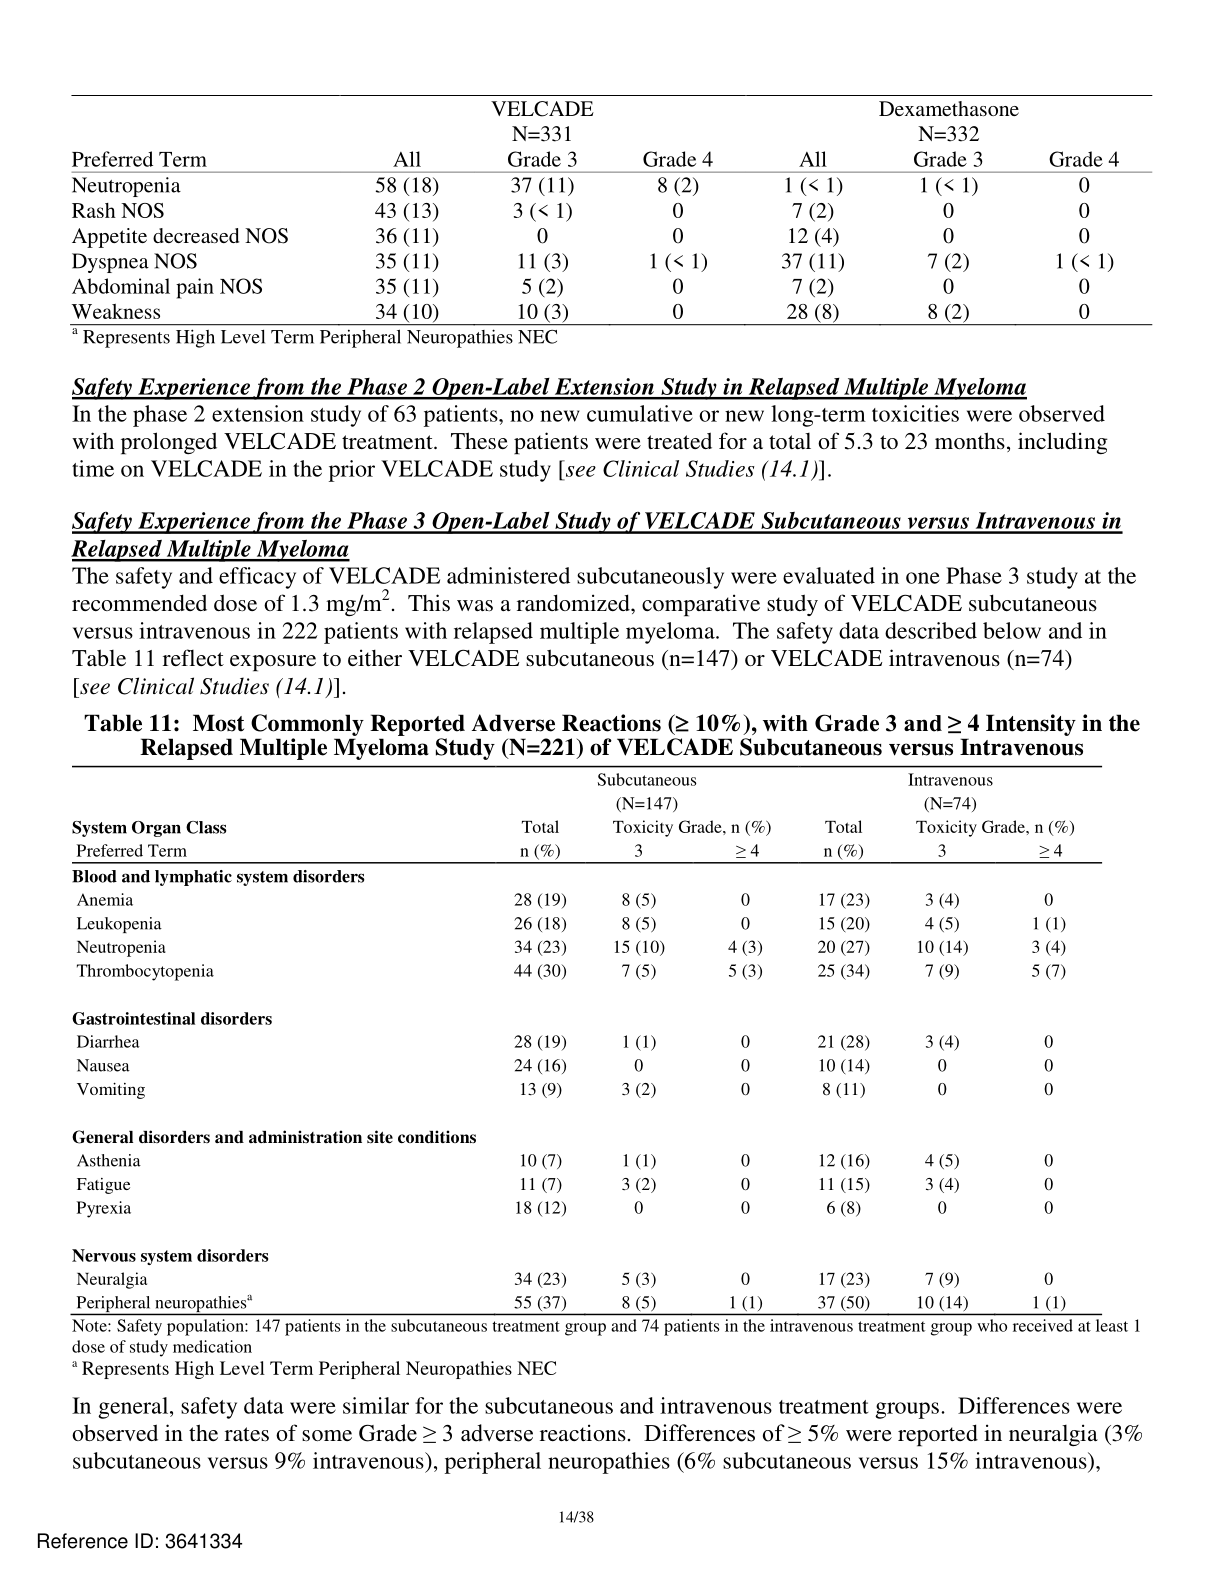 VELCADE Dexamethasone
N=331 N=332
Preferred Term All Grade 3 Grade 4 All Grade 3 Grade 4
Neutropenia 58 (18) 37 (11) 8 (2) 1 (< 1) 1 (< 1) 0
Rash NOS 43 (13) 3 (< 1) 0 7 (2) 0 0
Appetite decreased NOS 36 (11) 0 0 12 (4) 0 0
Dyspnea NOS 35 (11) 11 (3) 1 (< 1) 37 (11) 7 (2) 1 (< 1)
Abdominal pain NOS 35 (11) 5 (2) 0 7 (2) 0 0
Weakness 34 (10) 10 (3) 0 28 (8) 8 (2) 0
a Represents High Level Term Peripheral Neuropathies NEC
Safety Experience from the Phase 2 Open-Label Extension Study in Relapsed Multiple Myeloma
In the phase 2 extension study of 63 patients, no new cumulative or new long-term toxicities were observed
with prolonged VELCADE treatment. These patients were treated for a total of 5.3 to 23 months, including
time on VELCADE in the prior VELCADE study [see Clinical Studies (14.1)].
Safety Experience from the Phase 3 Open-Label Study of VELCADE Subcutaneous versus Intravenous in
Relapsed Multiple Myeloma
The safety and efficacy of VELCADE administered subcutaneously were evaluated in one Phase 3 study at the
recommended dose of 1.3 mg/m2. This was a randomized, comparative study of VELCADE subcutaneous
versus intravenous in 222 patients with relapsed multiple myeloma. The safety data described below and in
Table 11 reflect exposure to either VELCADE subcutaneous (n=147) or VELCADE intravenous (n=74)
[see Clinical Studies (14.1)].
Table 11: Most Commonly Reported Adverse Reactions (≥ 10%), with Grade 3 and ≥ 4 Intensity in the
Relapsed Multiple Myeloma Study (N=221) of VELCADE Subcutaneous versus Intravenous
Subcutaneous Intravenous
(N=147) (N=74)
System Organ Class Total Toxicity Grade, n (%) Total Toxicity Grade, n (%)
Preferred Term n (%) 3 ≥ 4 n (%) 3 ≥ 4
Blood and lymphatic system disorders
Anemia 28 (19) 8 (5) 0 17 (23) 3 (4) 0
Leukopenia 26 (18) 8 (5) 0 15 (20) 4 (5) 1 (1)
Neutropenia 34 (23) 15 (10) 4 (3) 20 (27) 10 (14) 3 (4)
Thrombocytopenia 44 (30) 7 (5) 5 (3) 25 (34) 7 (9) 5 (7)
Gastrointestinal disorders
Diarrhea 28 (19) 1 (1) 0 21 (28) 3 (4) 0
Nausea 24 (16) 0 0 10 (14) 0 0
Vomiting 13 (9) 3 (2) 0 8 (11) 0 0
General disorders and administration site conditions
Asthenia 10 (7) 1 (1) 0 12 (16) 4 (5) 0
Fatigue 11 (7) 3 (2) 0 11 (15) 3 (4) 0
Pyrexia 18 (12) 0 0 6 (8) 0 0
Nervous system disorders
Neuralgia 34 (23) 5 (3) 0 17 (23) 7 (9) 0
Peripheral neuropathiesa 55 (37) 8 (5) 1 (1) 37 (50) 10 (14) 1 (1)
Note: Safety population: 147 patients in the subcutaneous treatment group and 74 patients in the intravenous treatment group who received at least 1
dose of study medication
a Represents High Level Term Peripheral Neuropathies NEC
In general, safety data were similar for the subcutaneous and intravenous treatment groups. Differences were
observed in the rates of some Grade ≥ 3 adverse reactions. Differences of ≥ 5% were reported in neuralgia (3%
subcutaneous versus 9% intravenous), peripheral neuropathies (6% subcutaneous versus 15% intravenous),
14/38
Reference ID: 3641334